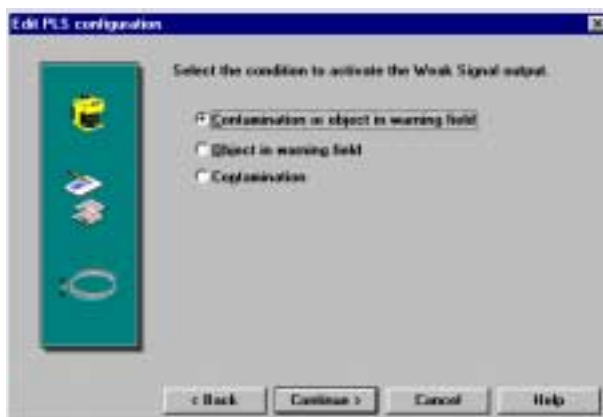 Edit PLS configuration
Select the condition to activate the Weak Signal output.
Contamination or object in warning field
Object in warning field
Contamination
< Back
Continue >
Cancel
Help